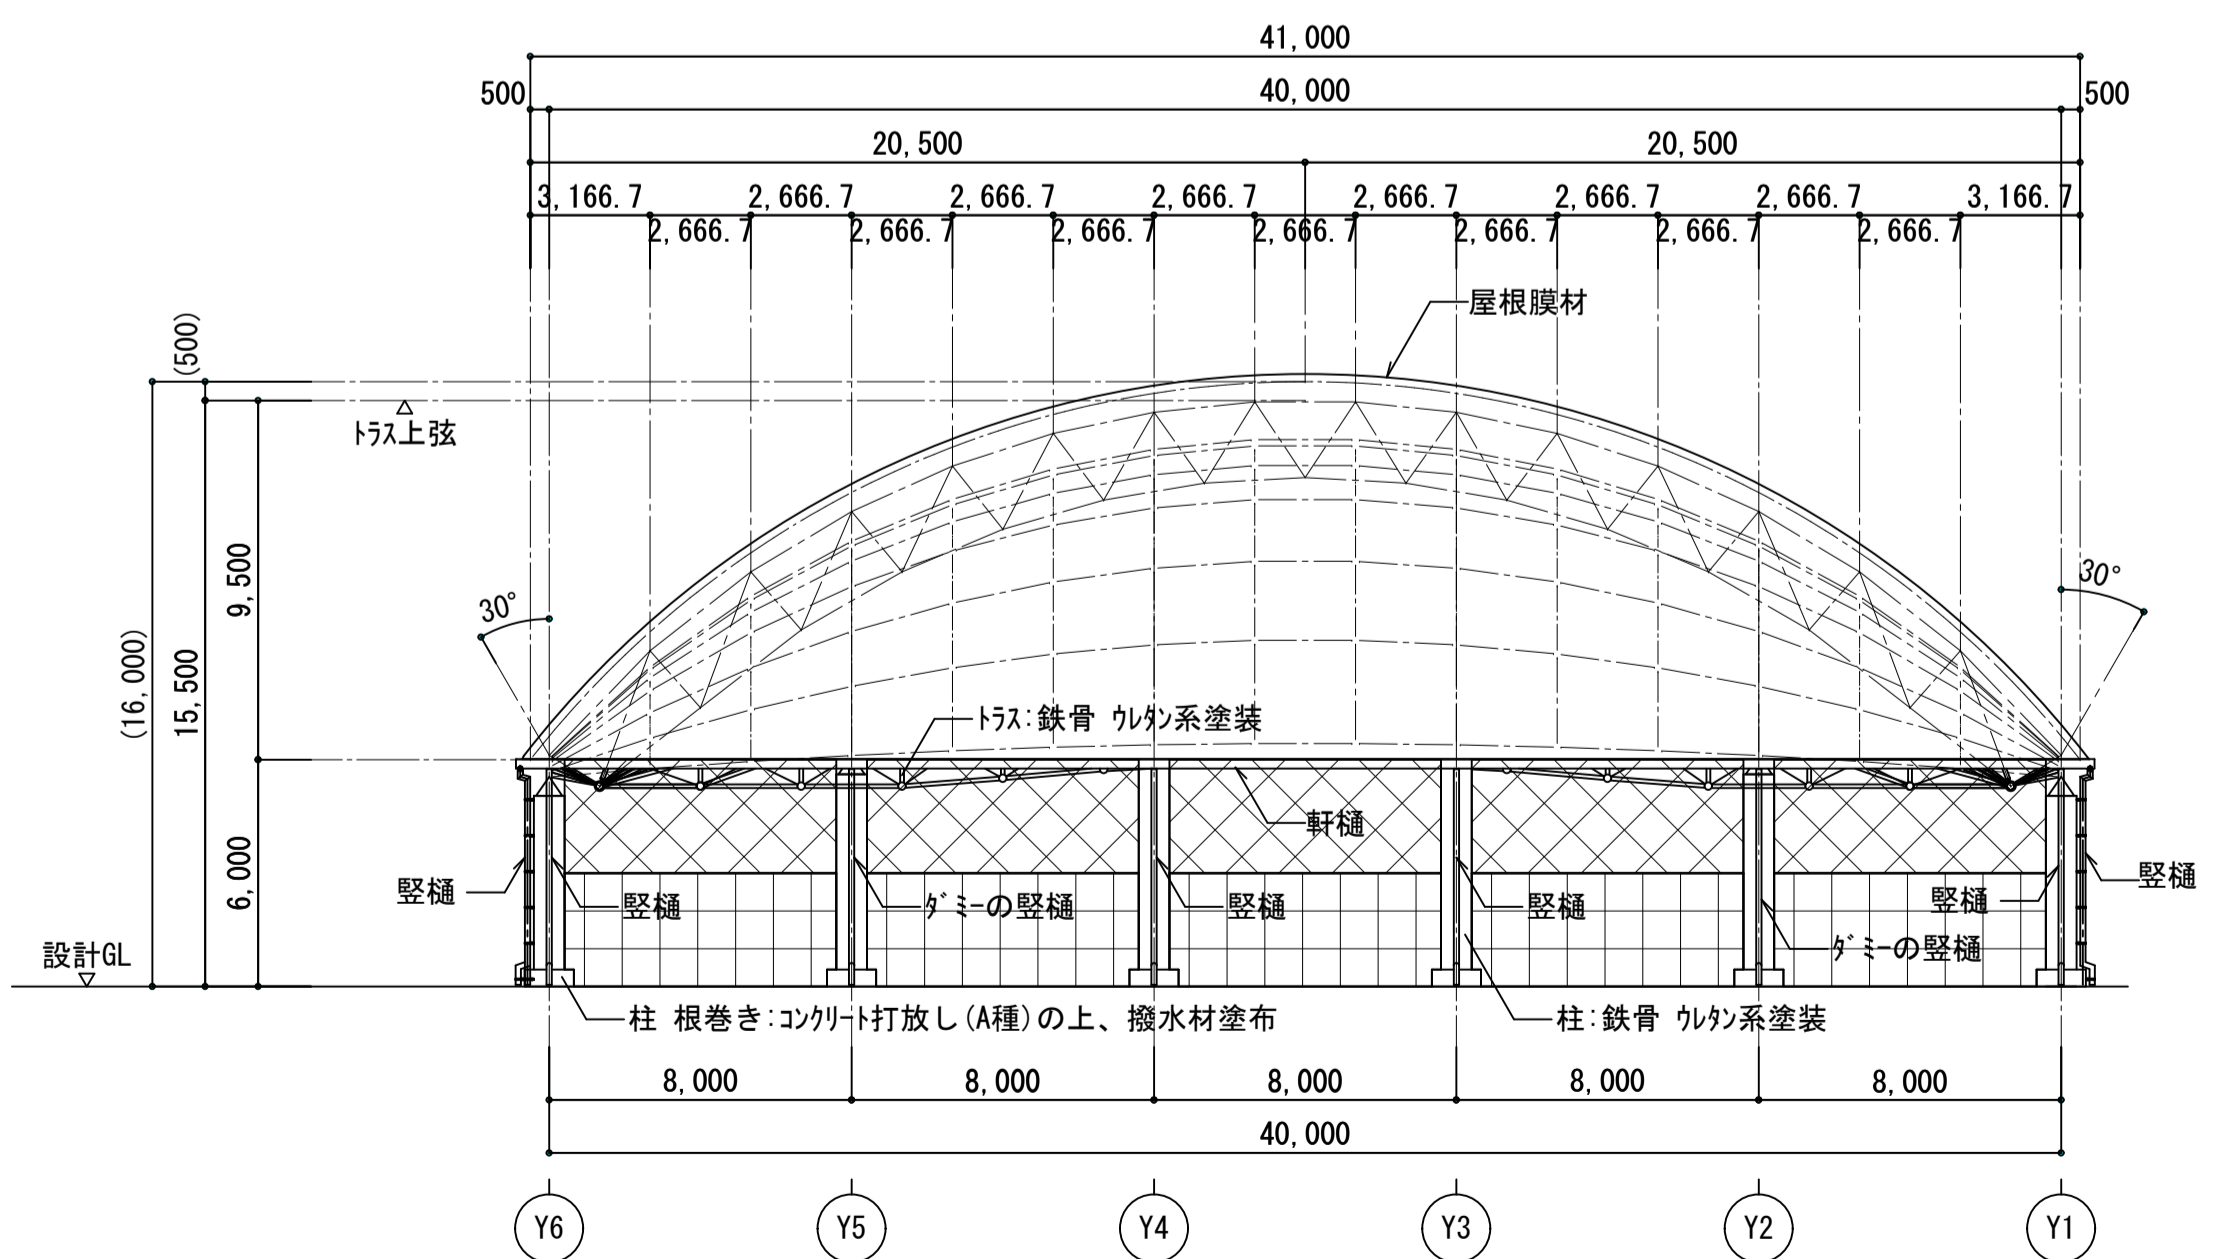 41,000
500
40,000
500
20,500
20,500
3,166.7
2,666.7
2,666.7
2,666.7
2,666.7
2,666.7
2,666.7
3,166.7
2,666.7
2,666.7
2,666.7
2,666.7
2,666.7
2,666.7
2,666.7
屋根膜材
(500)
ﾄﾗｽ上弦
9,500
15,500
(16,000)
30°
30°
ﾄﾗｽ:鉄骨 ｳﾚﾀﾝ系塗装
軒樋
6,000
竪樋
竪樋
ﾀﾞﾐｰの竪樋
竪樋
竪樋
竪樋
竪樋
ﾀﾞﾐｰの竪樋
設計GL
柱 根巻き:ｺﾝｸﾘｰﾄ打放し(A種)の上、撥水材塗布
柱:鉄骨 ｳﾚﾀﾝ系塗装
8,000
8,000
8,000
8,000
8,000
40,000
Y6
Y5
Y4
Y3
Y2
Y1